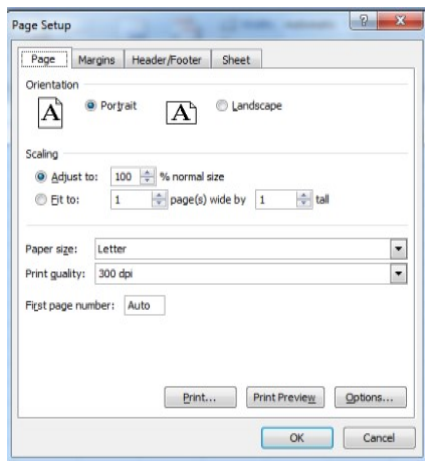 Page Setup
Page Margins Header/Footer Sheet
Orientation
A Portrait A Landscape
Scaling
Adjust to: 100 % normal size
Fit to: 1 page(s) wide by 1 tall
Paper size: Letter
Print quality: 300 dpi
First page number: Auto
Print... Print Preview Options...
OK Cancel